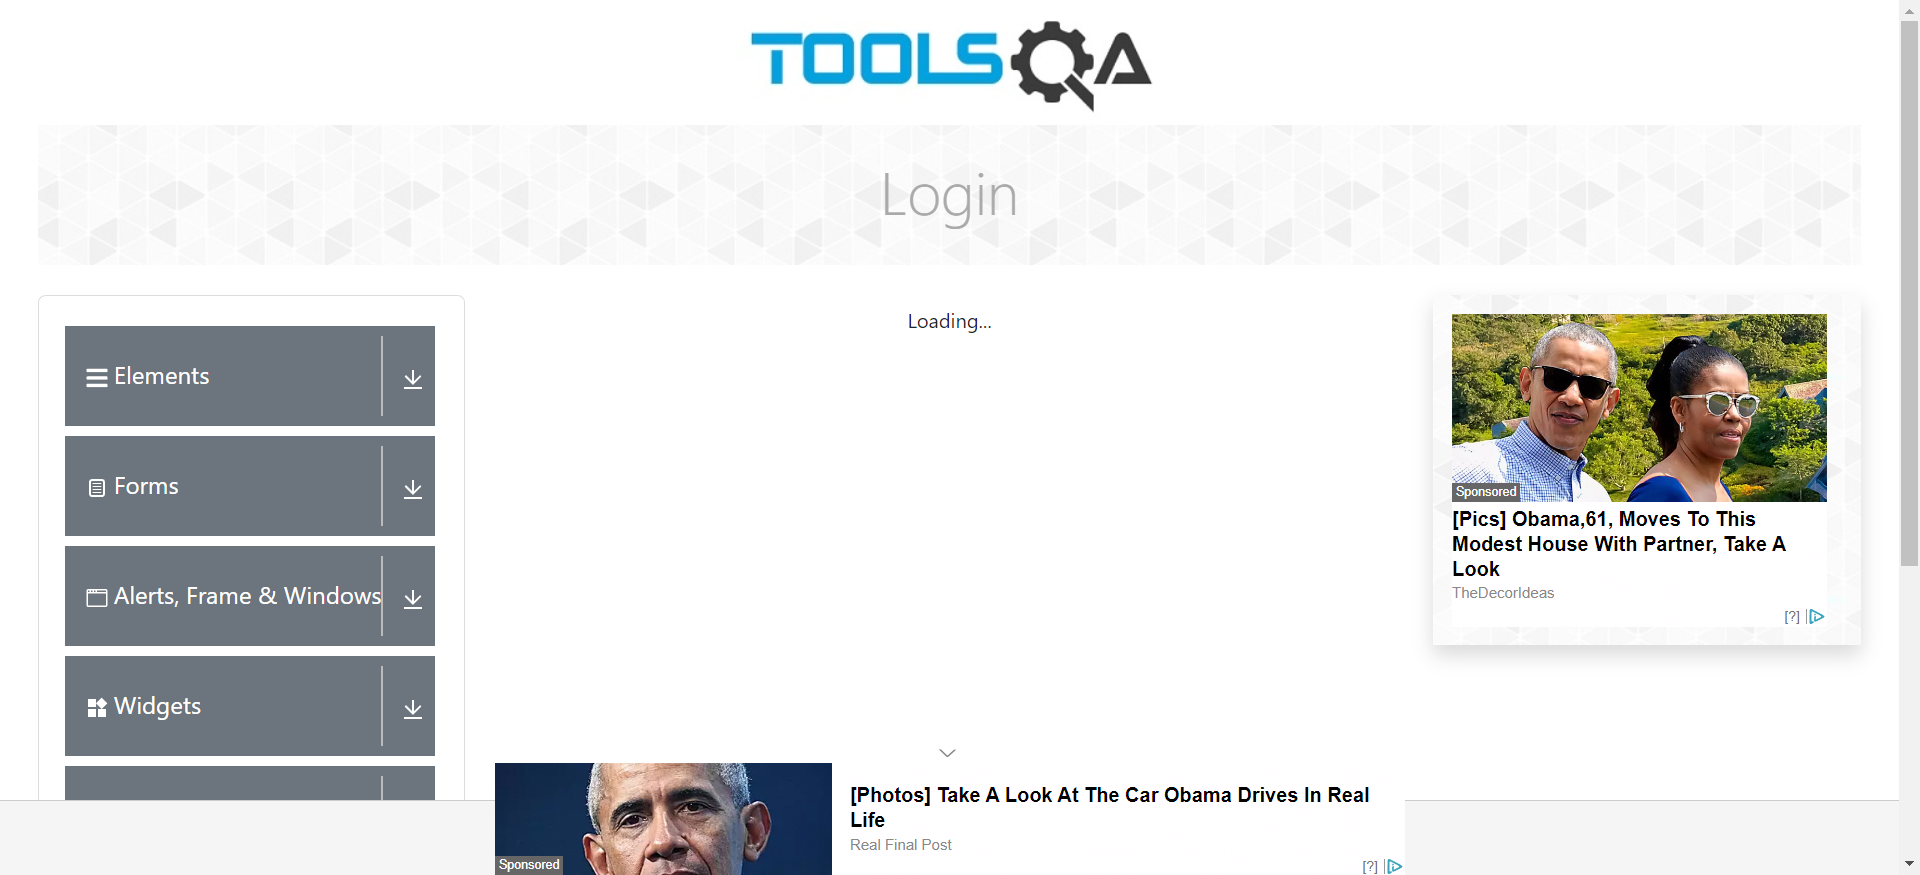 TOOLSQA
Login
Elements
Forms
Alerts, Frame & Windows
Widgets
Loading...
Sponsored
[Pics] Obama,61, Moves To This
Modest House With Partner, Take A
Look
TheDecorIdeas
[?]
Sponsored
[Photos] Take A Look At The Car Obama Drives In Real
Life
Real Final Post
[?]